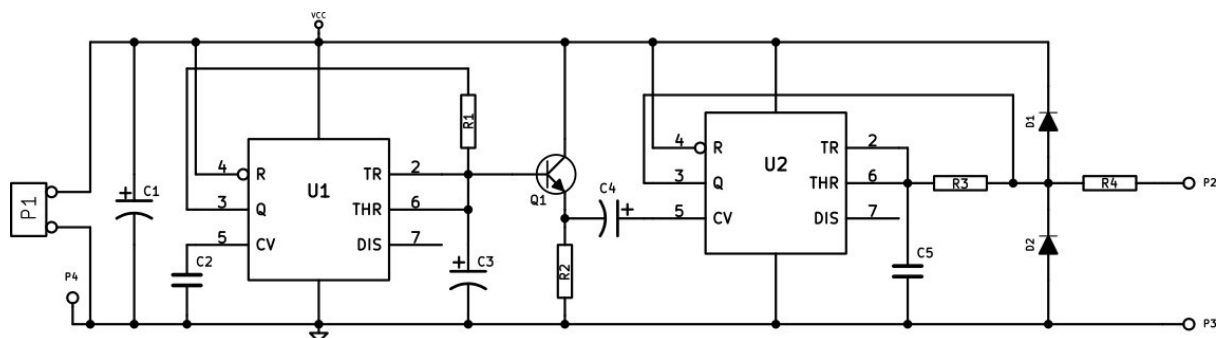 VCC
P1
P4
C1
C2
4
3
5
R
Q
CV
U1
TR
THR
DIS
2
6
7
R1
C3
Q1
R2
C4
4
3
5
R
Q
CV
U2
TR
THR
DIS
2
6
7
C5
R3
D1
D2
R4
P2
P3